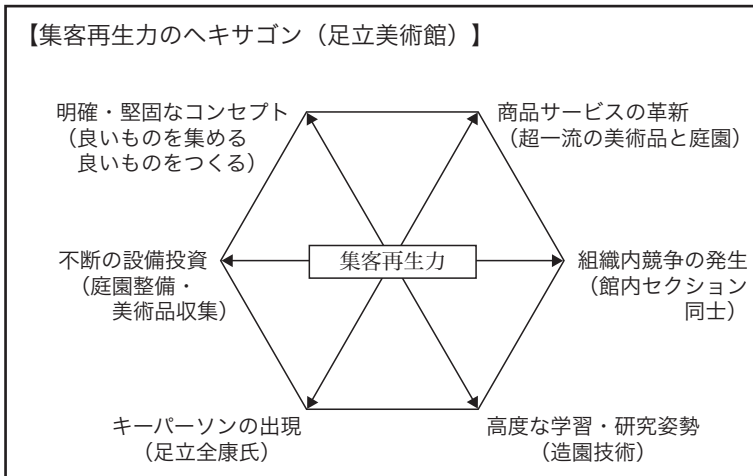 【集客再生力のヘキサゴン（足立美術館）】
明確・堅固なコンセプト
（良いものを集める
良いものをつくる）
商品サービスの革新
（超一流の美術品と庭園）
不断の設備投資
（庭園整備・
美術品収集）
集客再生力
組織内競争の発生
（館内セクション
同士）
キーパーソンの出現
（足立全康氏）
高度な学習・研究姿勢
（造園技術）